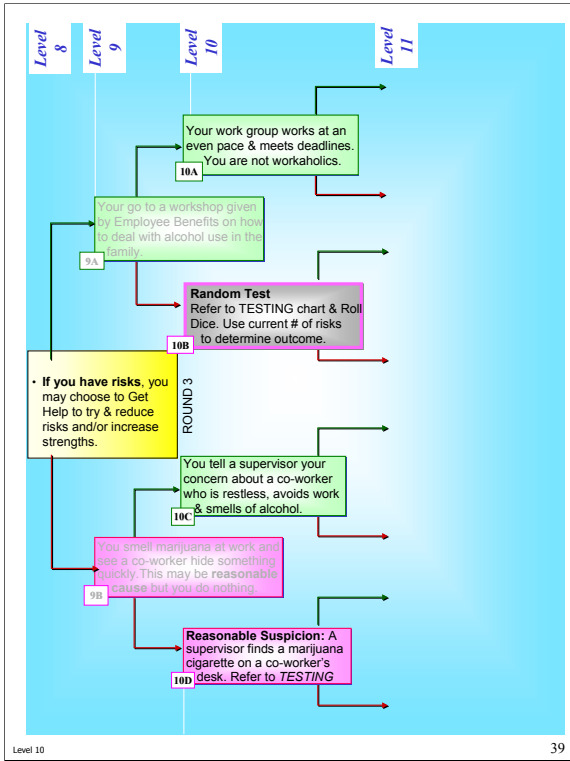 Level
8
Level
9
Level
10
Level
11
Your work group works at an
even pace & meets deadlines.
You are not workaholics.
10A
Your go to a workshop given
by Employee Benefits on how
to deal with alcohol use in the
family.
9A
Random Test
Refer to TESTING chart & Roll
Dice. Use current # of risks
to determine outcome.
10B
• If you have risks, you
may choose to Get
Help to try & reduce
risks and/or increase
strengths.
ROUND 3
You tell a supervisor your
concern about a co-worker
who is restless, avoids work
& smells of alcohol.
10C
You smell marijuana at work and
see a co-worker hide something
quickly.This may be reasonable
cause but you do nothing.
9B
Reasonable Suspicion: A
supervisor finds a marijuana
cigarette on a co-worker's
desk. Refer to TESTING
10D
Level 10
39